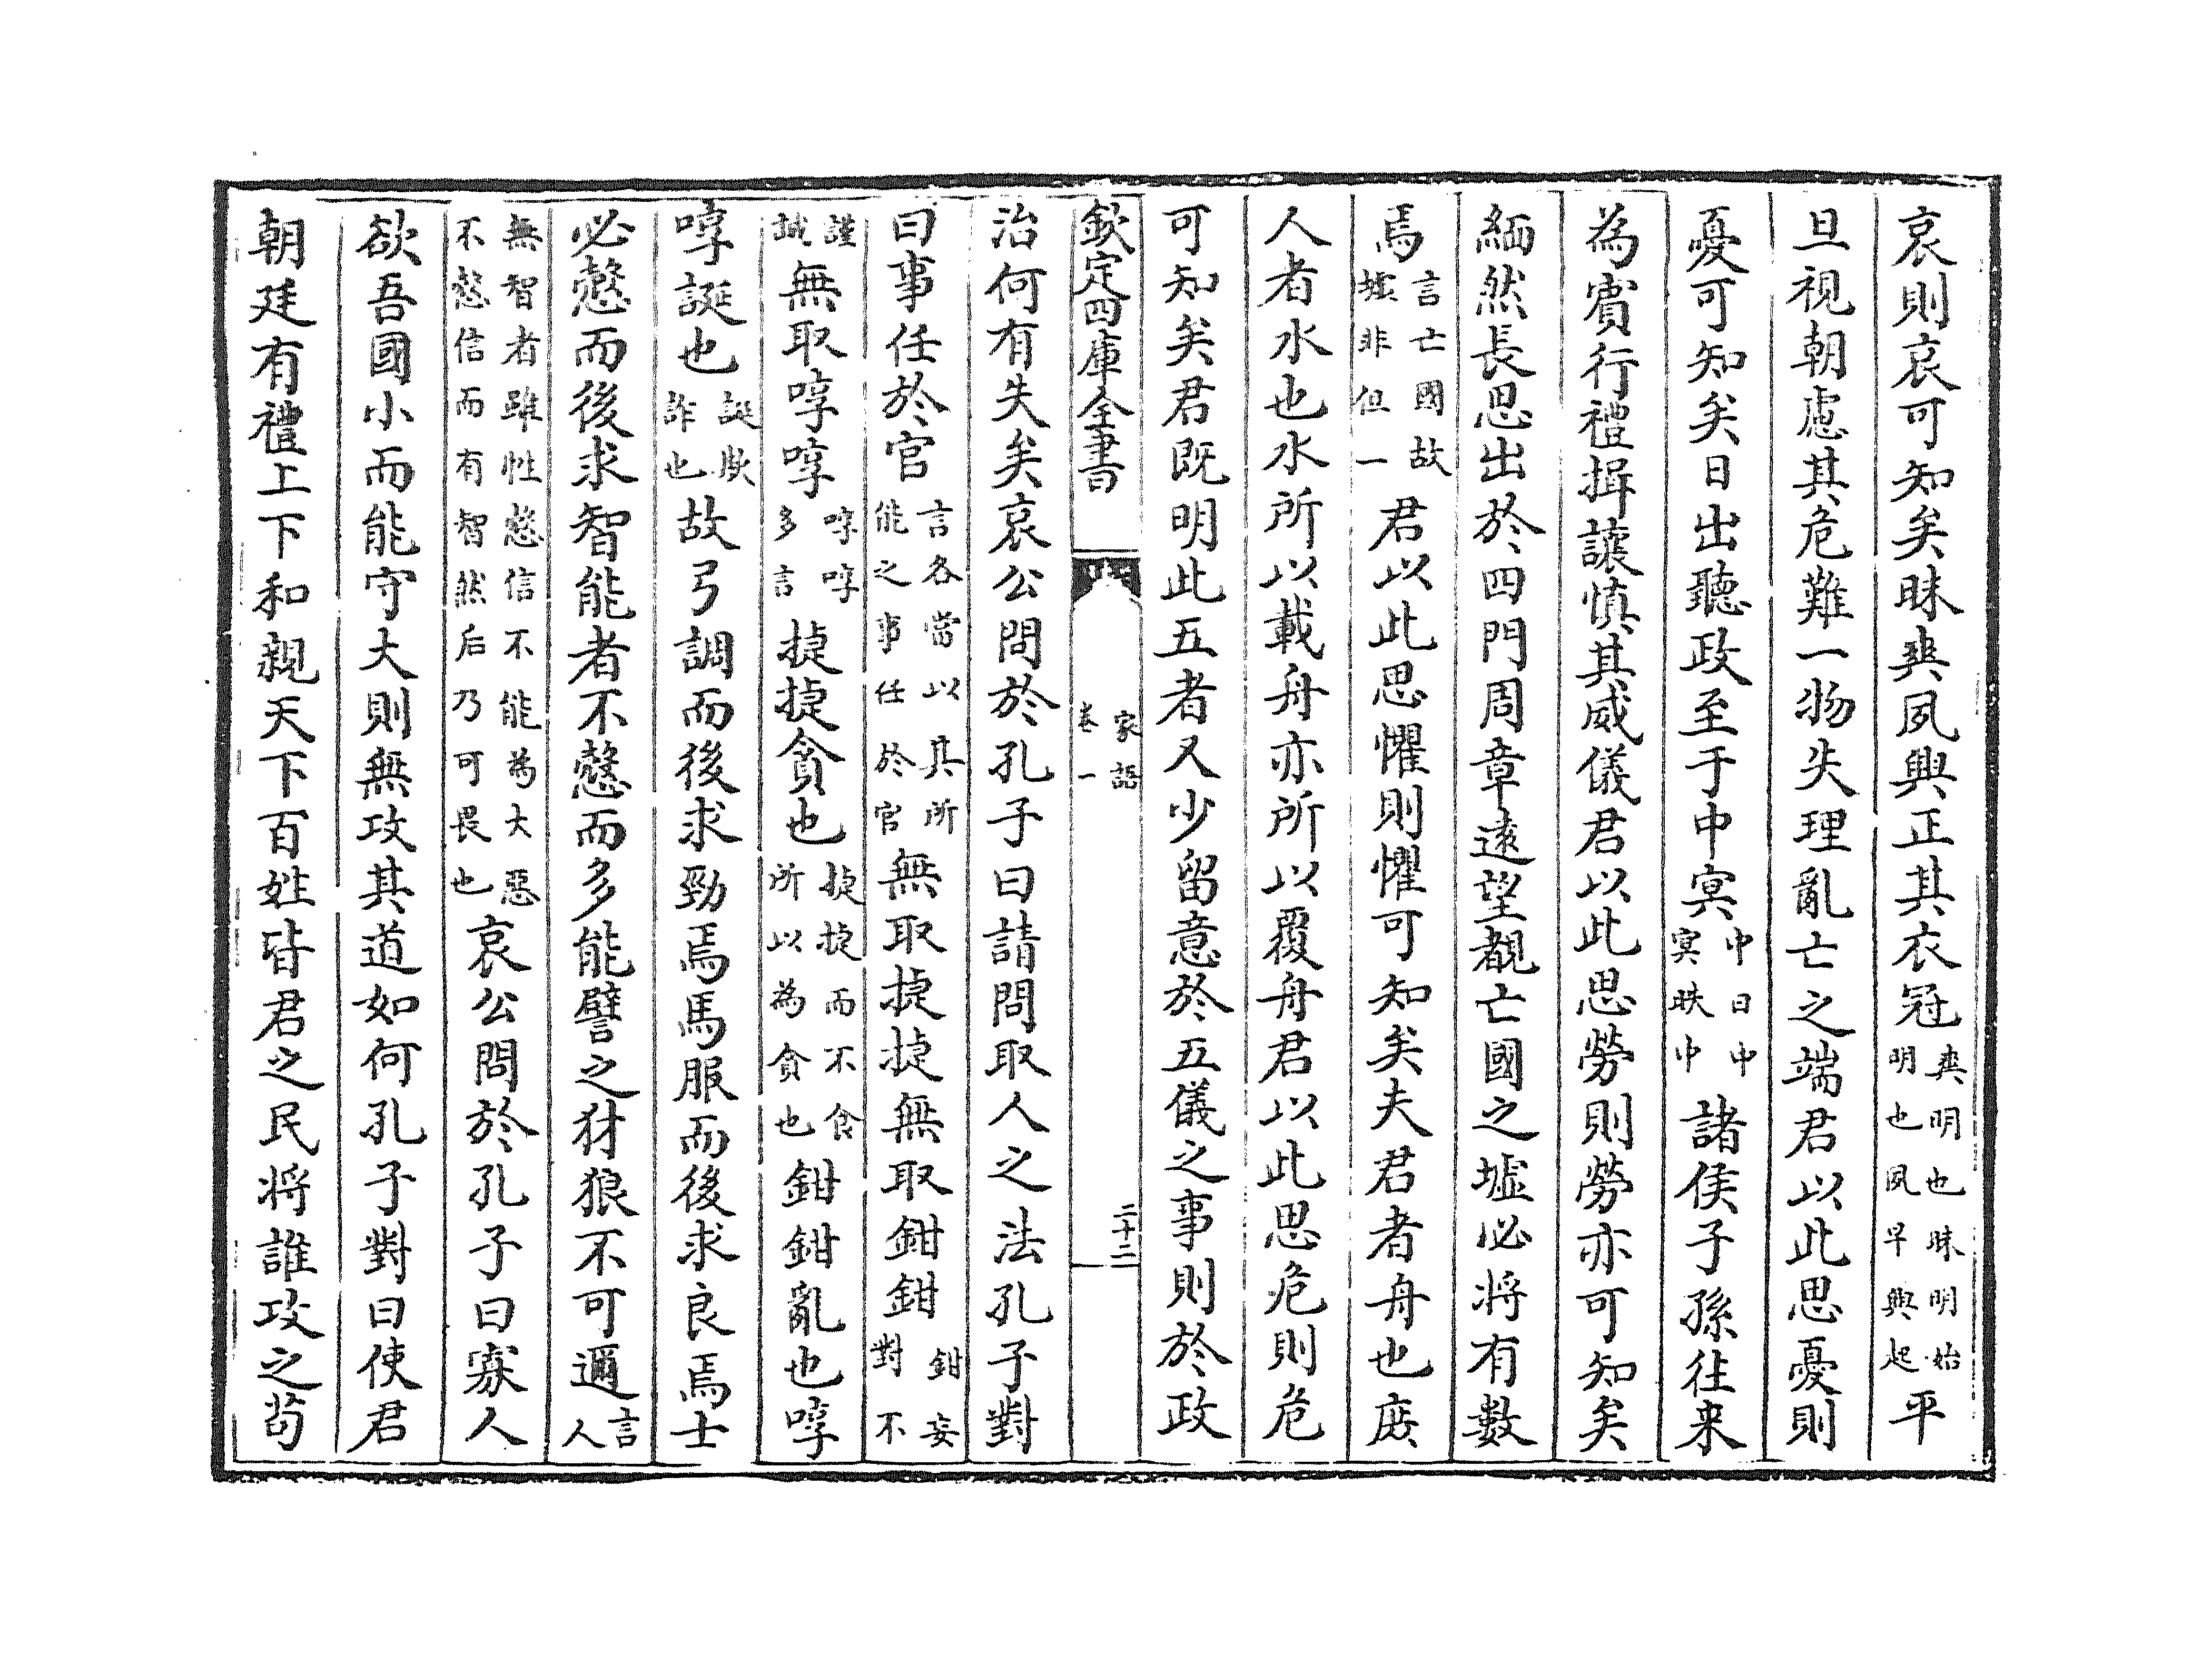 哀則哀可知矣昧爽夙興正其衣冠爽明也昧明始明也夙早興起平
旦視朝慮其危難一物失理亂亡之端君以此思憂則
憂可知矣日出聽政至于中冥中日中冥昳中諸侯子孫往来
為賓行禮揖讓慎其威儀君以此思勞則勞亦可知矣
緬然長思出於四門周章逺望覩亡國之墟必将有數
焉言亡國故墟非但一君以此思懼則懼可知矣夫君者舟也庻
人者水也水所以載舟亦所以覆舟君以此思危則危
可知矣君既明此五者又少留意於五儀之事則於政
欽定四庫全書
家語
卷一
二十二
治何有失矣哀公問於孔子曰請問取人之法孔子對
曰事任於官言各當以其所能之事任於官無取捷捷無取鉗鉗鉗妄對不
謹誠無取啍啍啍啍多言捷捷貪也捷捷而不食所以為貪也鉗鉗亂也啍
啍誕也誕欺詐也故弓調而後求勁焉馬服而後求良焉士
必慤而後求智能者不慤而多能譬之犲狼不可邇言人
無智者雖性慤信不能為大惡不慤信而有智然后乃可畏也哀公問於孔子曰寡人
欲吾國小而能守大則無攻其道如何孔子對曰使君
朝廷有禮上下和親天下百姓皆君之民将誰攻之苟